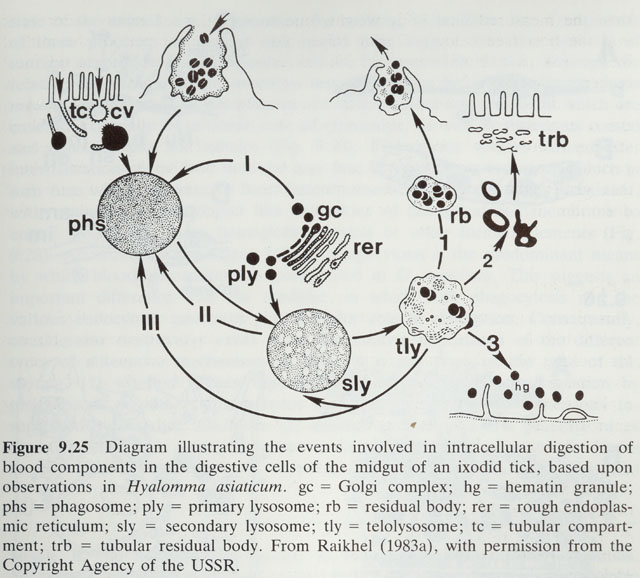 tc cv
I
gc
phs
rer
ply
II
III
sly
rb
1
trb
2
tly
3
hg
Figure 9.25 Diagram illustrating the events involved in intracellular digestion of
blood components in the digestive cells of the midgut of an ixodid tick, based upon
observations in Hyalomma asiaticum. gc = Golgi complex; hg = hematin granule;
phs = phagosome; ply = primary lysosome; rb = residual body; rer = rough endoplas-
mic reticulum; sly = secondary lysosome; tly = telolysosome; tc = tubular compart-
ment; trb = tubular residual body. From Raikhel (1983a), with permission from the
Copyright Agency of the USSR.